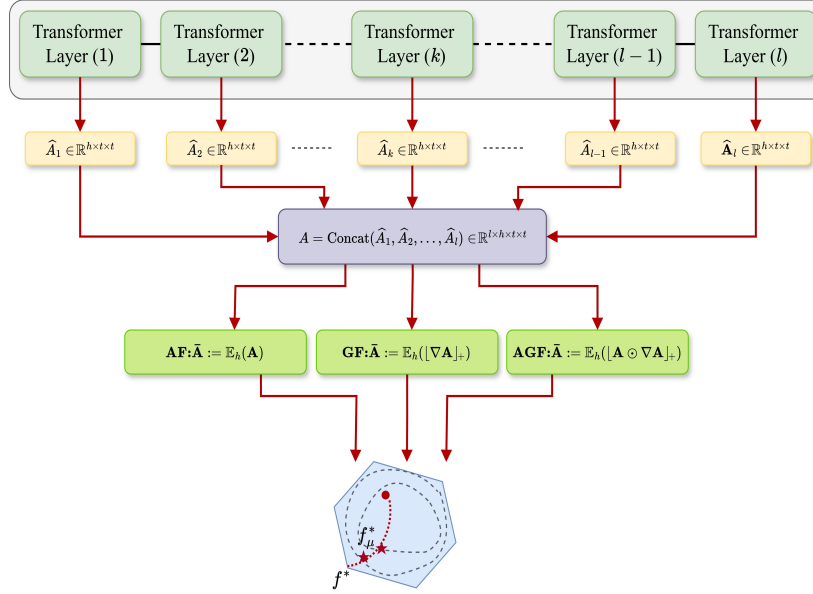 Transformer Layer (1)
Transformer Layer (2)
Transformer Layer (k)
Transformer Layer (l − 1)
Transformer Layer (l)
Â₁ ∈ ℝ^{h×t×t}
Â₂ ∈ ℝ^{h×t×t}
Âₖ ∈ ℝ^{h×t×t}
Â_{l−1} ∈ ℝ^{h×t×t}
𝐀̂_l ∈ ℝ^{h×t×t}
A = Concat(Â₁, Â₂, . . . , Â_l) ∈ ℝ^{l×h×t×t}
AF:Ā := 𝔼_h(A)
GF:Ā := 𝔼_h(⌊∇A⌋₊)
AGF:Ā := 𝔼_h(⌊A ⊙ ∇A⌋₊)
f*_μ
f*